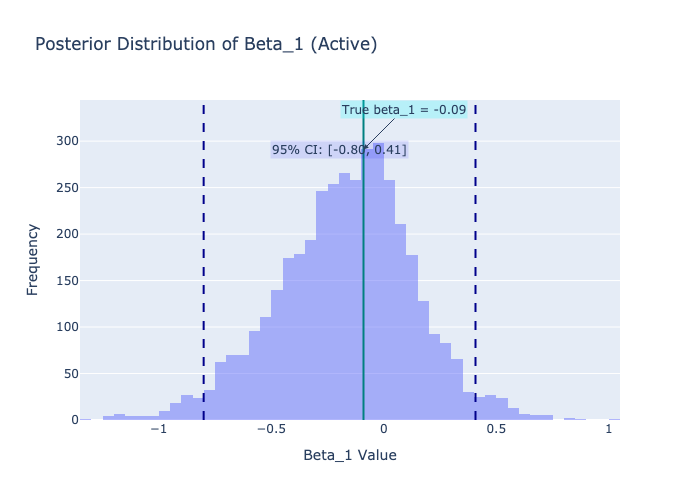 Posterior Distribution of Beta_1 (Active)
True beta_1 = -0.09
95% CI: [-0.80, 0.41]
300
250
200
150
100
50
0
Frequency
−1
−0.5
0
0.5
1
Beta_1 Value